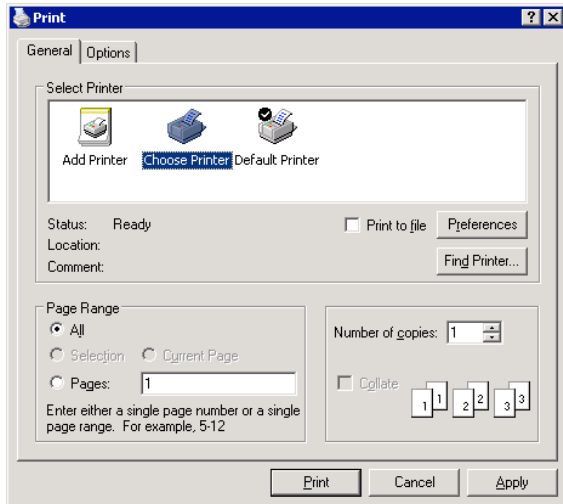 Print
General Options
Select Printer
Add Printer Choose Printer Default Printer
Status: Ready
Print to file Preferences
Location:
Comment:
Find Printer...
Page Range
All
Selection Current Page
Pages: 1
Enter either a single page number or a single
page range. For example, 5-12
Number of copies: 1
Collate
1 1 2 2 3 3
Print Cancel Apply